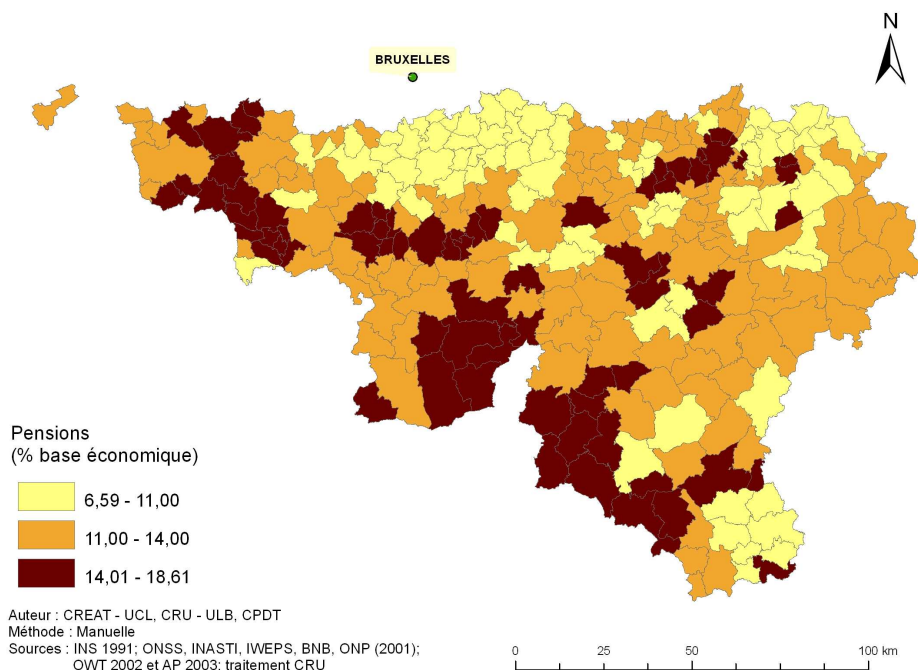 N
BRUXELLES
Pensions
(% base économique)
6,59 - 11,00
11,00 - 14,00
14,01 - 18,61
Auteur : CREAT - UCL, CRU - ULB, CPDT
Méthode : Manuelle
Sources : INS 1991; ONSS, INASTI, IWEPS, BNB, ONP (2001);
OWT 2002 et AP 2003; traitement CRU
0 50 100 km